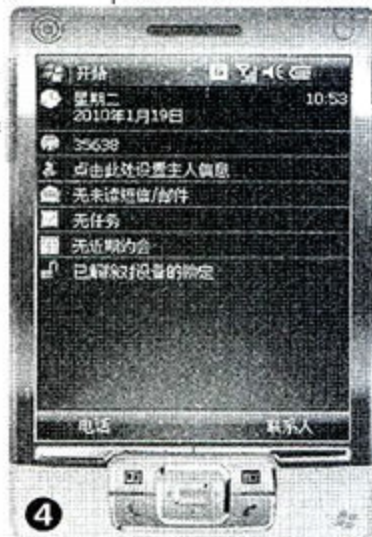 开始
星期二 10:53
2010年1月19日
35638
点击此处设置主人信息
无未读短信/邮件
无任务
无近期约会
已解除对设备的锁定
电话 联系人
4